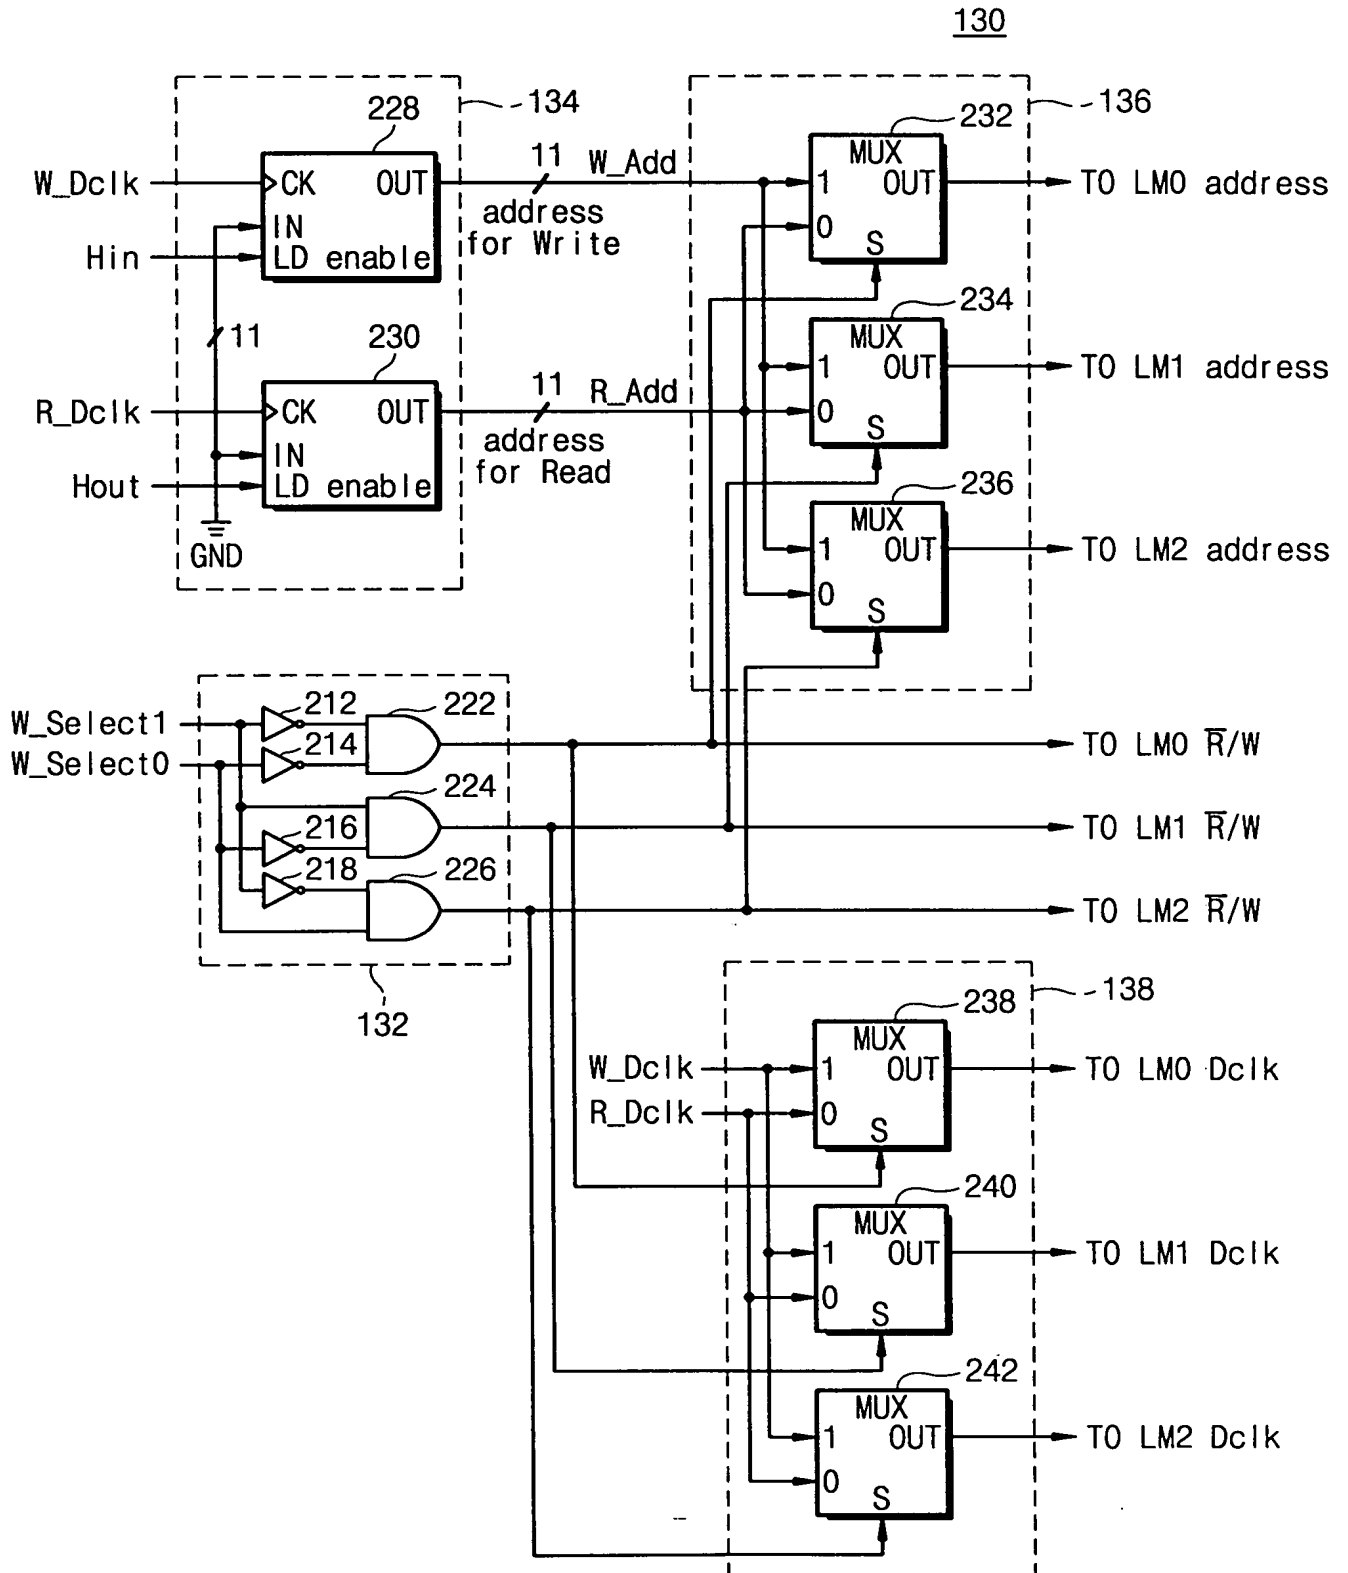 130
134
228
W_Dclk
CK OUT
IN
Hin
LD enable
11
W_Add
address
for Write
11
230
R_Dclk
CK OUT
IN
Hout
LD enable
GND
11
R_Add
address
for Read
136
232
MUX
1 OUT
0
S
TO LM0 address
234
MUX
1 OUT
0
S
TO LM1 address
236
MUX
1 OUT
0
S
TO LM2 address
W_Select1
W_Select0
212
214
216
218
222
224
226
132
TO LM0 R̅/W
TO LM1 R̅/W
TO LM2 R̅/W
138
W_Dclk
R_Dclk
238
MUX
1 OUT
0
S
TO LM0 Dclk
240
MUX
1 OUT
0
S
TO LM1 Dclk
242
MUX
1 OUT
0
S
TO LM2 Dclk